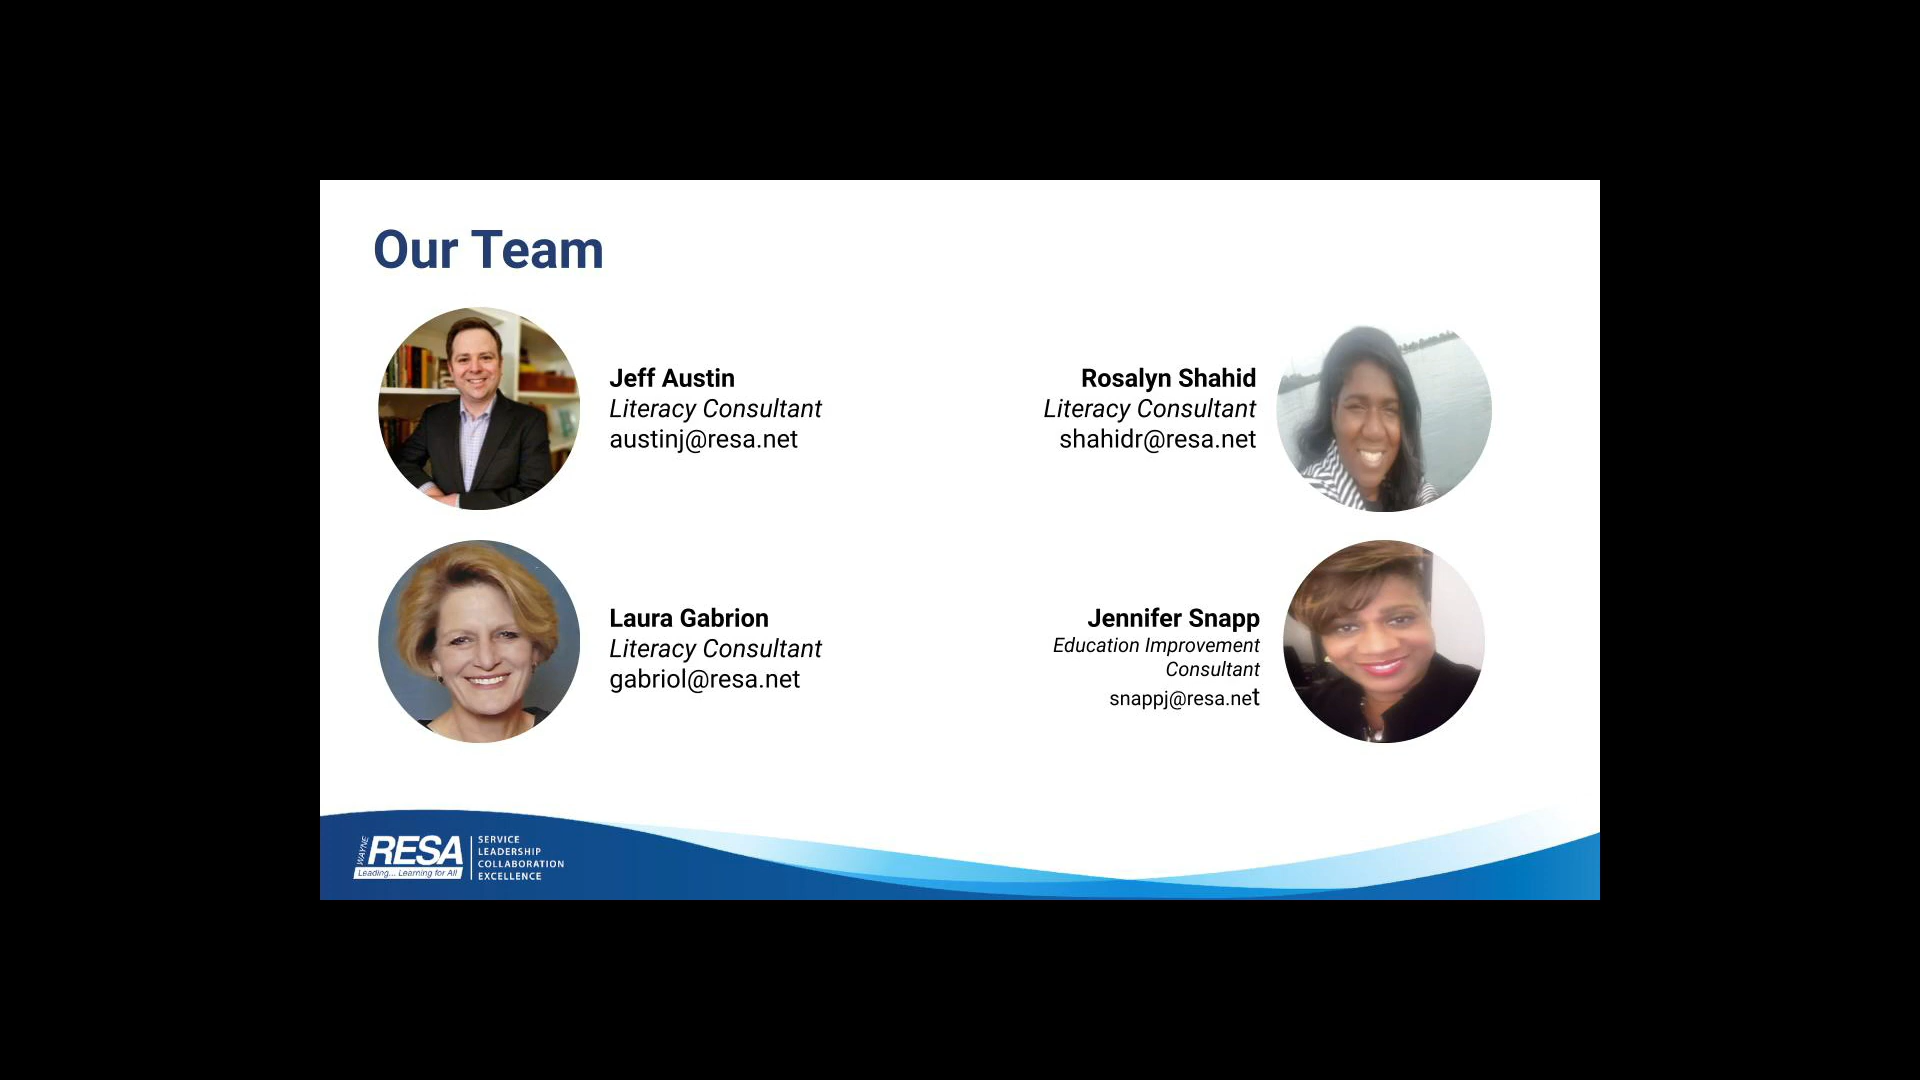 Our Team
Jeff Austin
Literacy Consultant
austinj@resa.net
Rosalyn Shahid
Literacy Consultant
shahidr@resa.net
Laura Gabrion
Literacy Consultant
gabriol@resa.net
Jennifer Snapp
Education Improvement
Consultant
snappj@resa.net
WAYNE
RESA
Leading... Learning for All
SERVICE
LEADERSHIP
COLLABORATION
EXCELLENCE